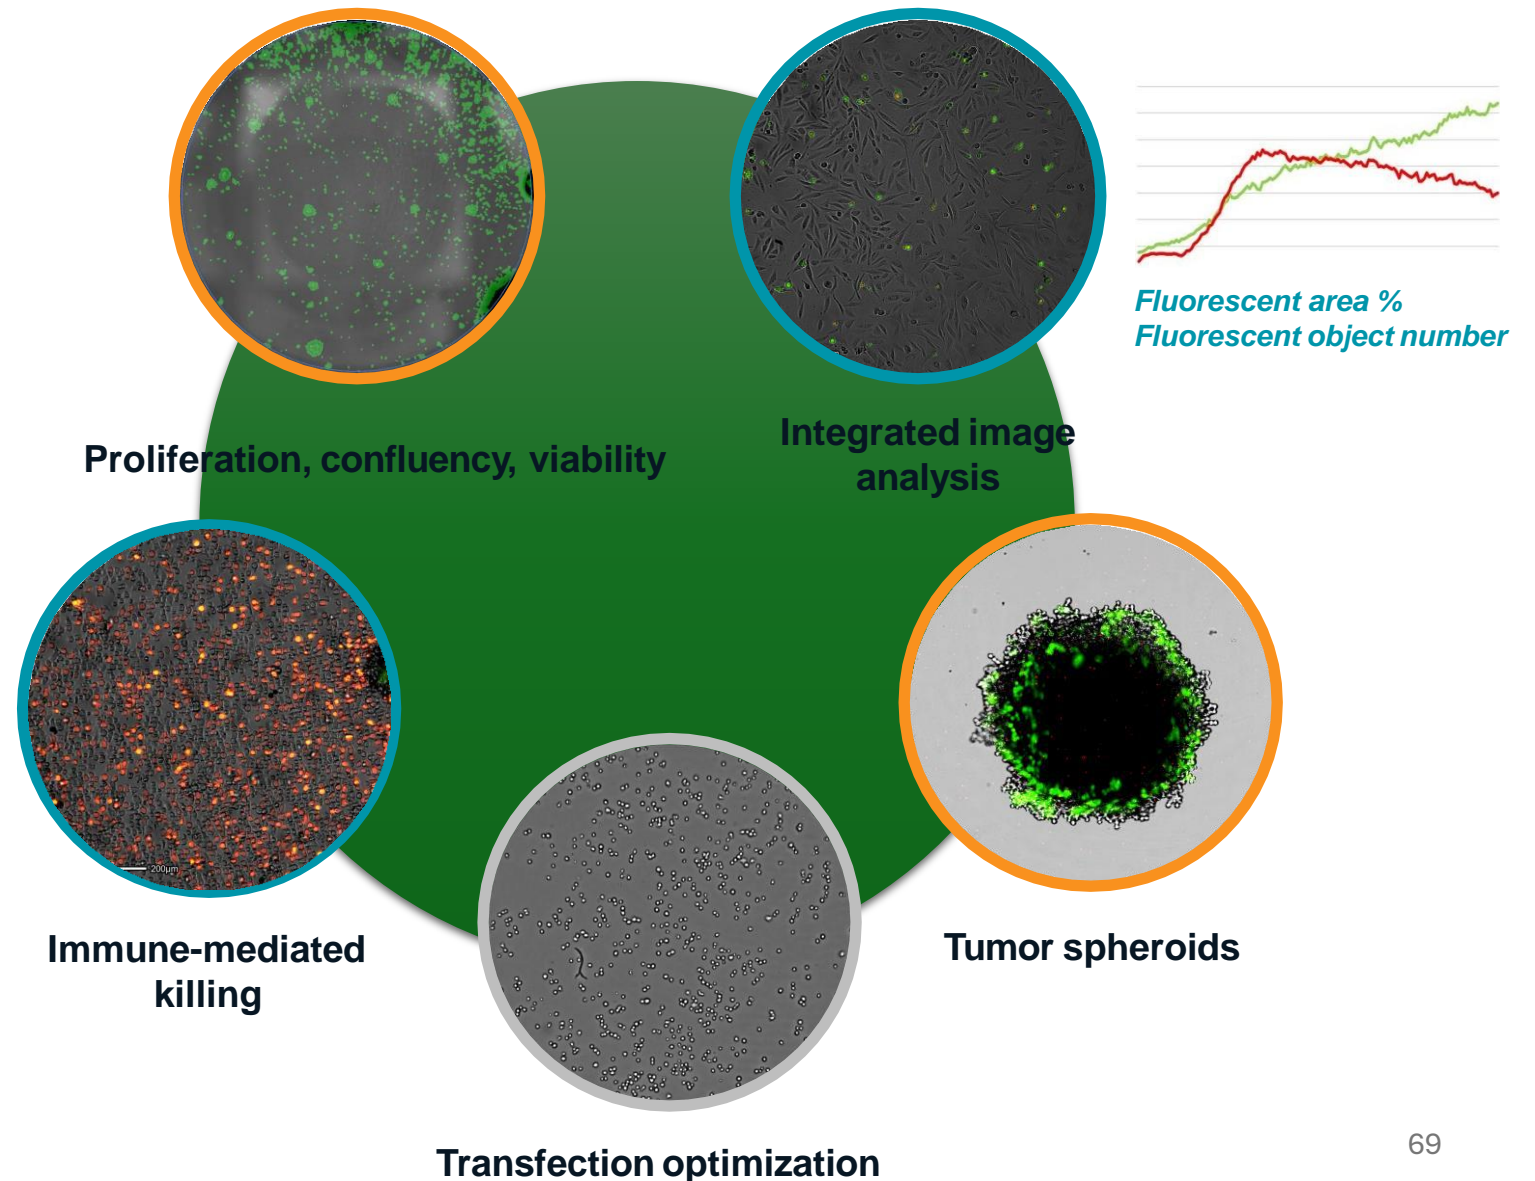 Fluorescent area %
Fluorescent object number
Integrated image
analysis
Proliferation, confluency, viability
200µm
Immune-mediated
killing
Tumor spheroids
Transfection optimization
69